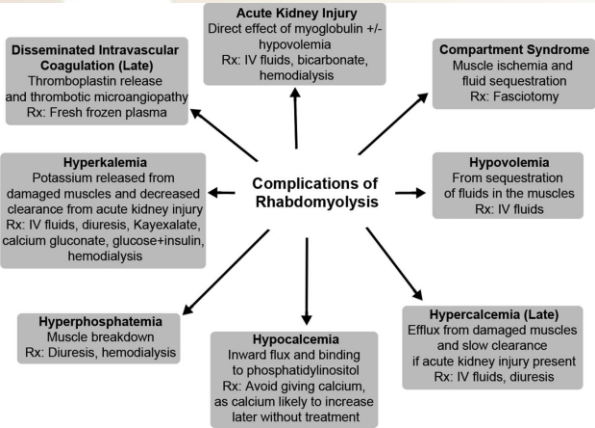 Acute Kidney Injury
Direct effect of myoglobulin +/-
hypovolemia
Rx: IV fluids, bicarbonate,
hemodialysis
Disseminated Intravascular
Coagulation (Late)
Thromboplastin release
and thrombotic microangiopathy
Rx: Fresh frozen plasma
Compartment Syndrome
Muscle ischemia and
fluid sequestration
Rx: Fasciotomy
Hyperkalemia
Potassium released from
damaged muscles and decreased
clearance from acute kidney injury
Rx: IV fluids, diuresis, Kayexalate,
calcium gluconate, glucose+insulin,
hemodialysis
Complications of
Rhabdomyolysis
Hypovolemia
From sequestration
of fluids in the muscles
Rx: IV fluids
Hyperphosphatemia
Muscle breakdown
Rx: Diuresis, hemodialysis
Hypocalcemia
Inward flux and binding
to phosphatidylinositol
Rx: Avoid giving calcium,
as calcium likely to increase
later without treatment
Hypercalcemia (Late)
Efflux from damaged muscles
and slow clearance
if acute kidney injury present
Rx: IV fluids, diuresis